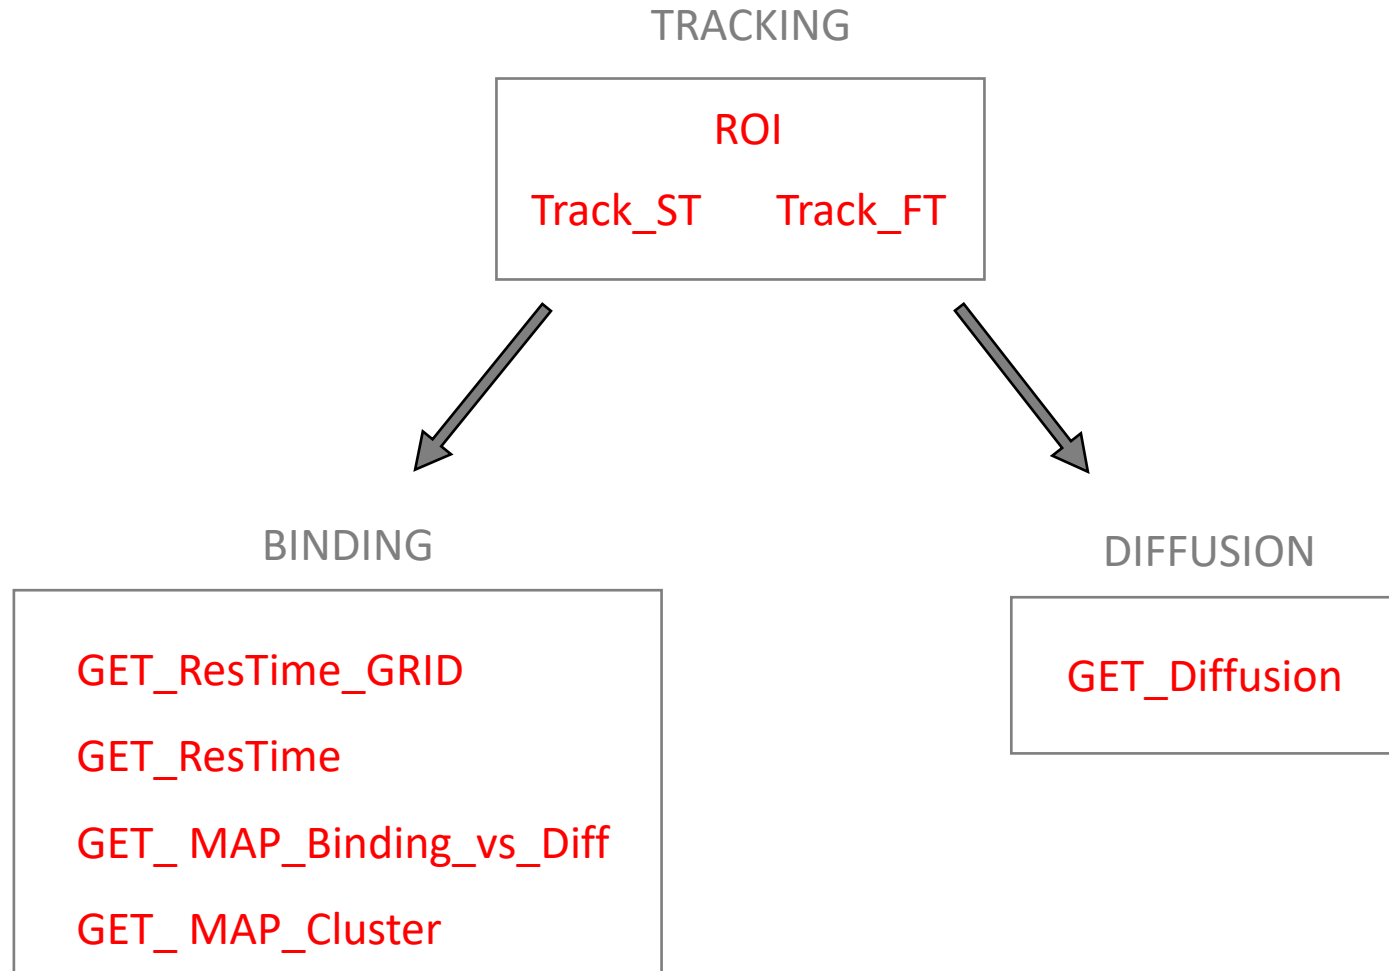 TRACKING
ROI
Track_ST Track_FT
BINDING
GET_ResTime_GRID
GET_ResTime
GET_ MAP_Binding_vs_Diff
GET_ MAP_Cluster
DIFFUSION
GET_Diffusion